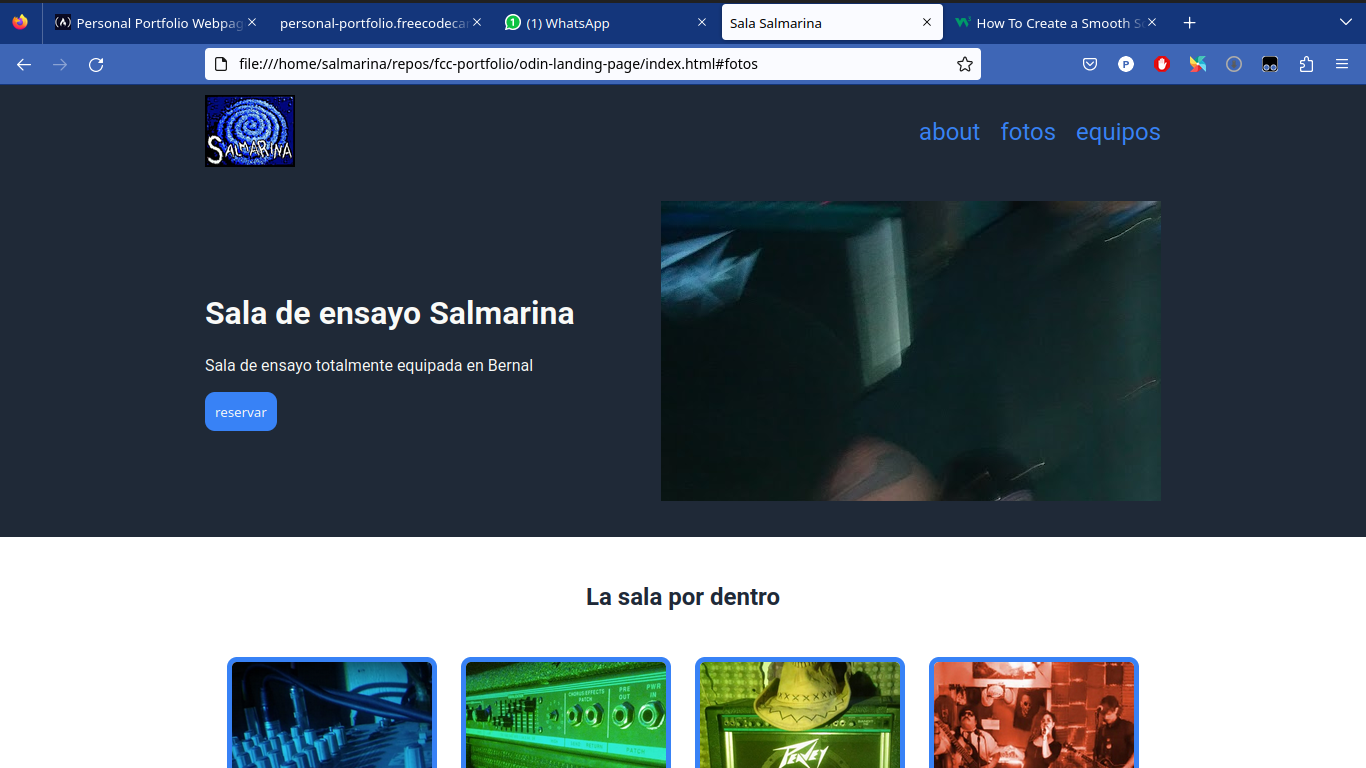 Personal Portfolio Webpag
personal-portfolio.freecodecar
1 (1) WhatsApp
Sala Salmarina
How To Create a Smooth Sc
file:///home/salmarina/repos/fcc-portfolio/odin-landing-page/index.html#fotos
P
SALMARINA
about fotos equipos
Sala de ensayo Salmarina
Sala de ensayo totalmente equipada en Bernal
reservar
La sala por dentro
CHORUS/EFFECTS
PATCH
PRE
OUT
PWR
IN
PATCH
PEAVEY